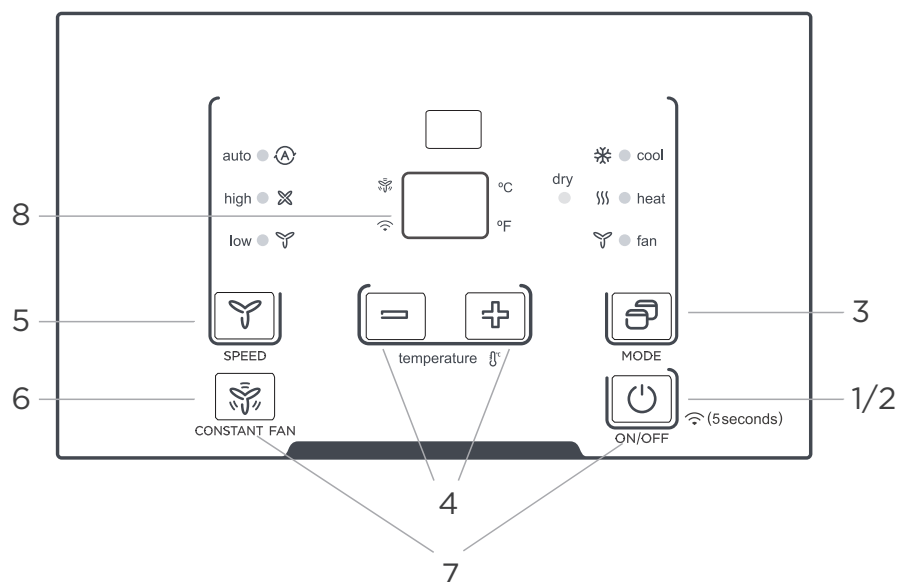 auto
cool
dry
°C
high
heat
8
°F
low
fan
5
3
SPEED
temperature °C
MODE
6
1/2
(5seconds)
CONSTANT FAN
ON/OFF
4
7